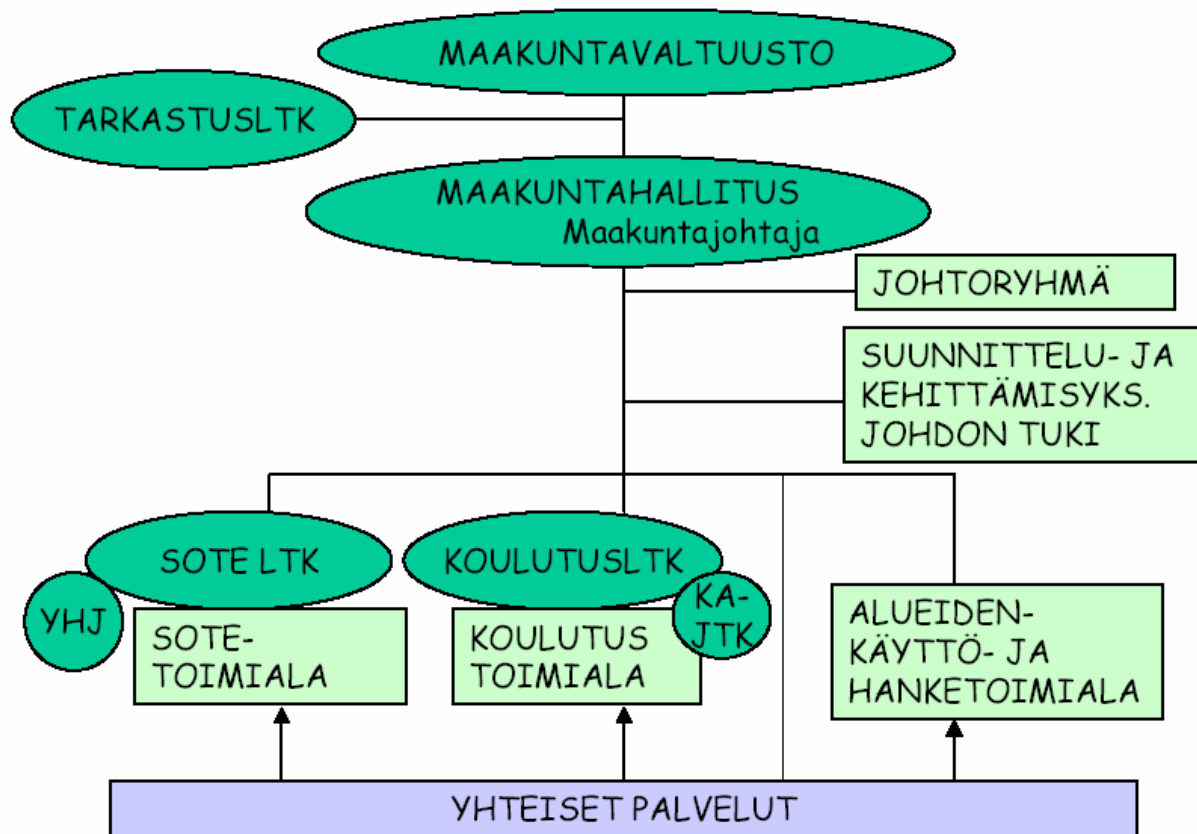 MAAKUNTAVALTUUSTO
TARKASTUSLTK
MAAKUNTAHALLITUS
Maakuntajohtaja
JOHTORYHMÄ
SUUNNITTELU- JA
KEHITTÄMISYKS.
JOHDON TUKI
SOTE LTK
KOULUTUSLTK
YHJ
KA-
JTK
SOTE-
TOIMIALA
KOULUTUS
TOIMIALA
ALUEIDEN-
KÄYTTÖ- JA
HANKETOIMIALA
YHTEISET PALVELUT